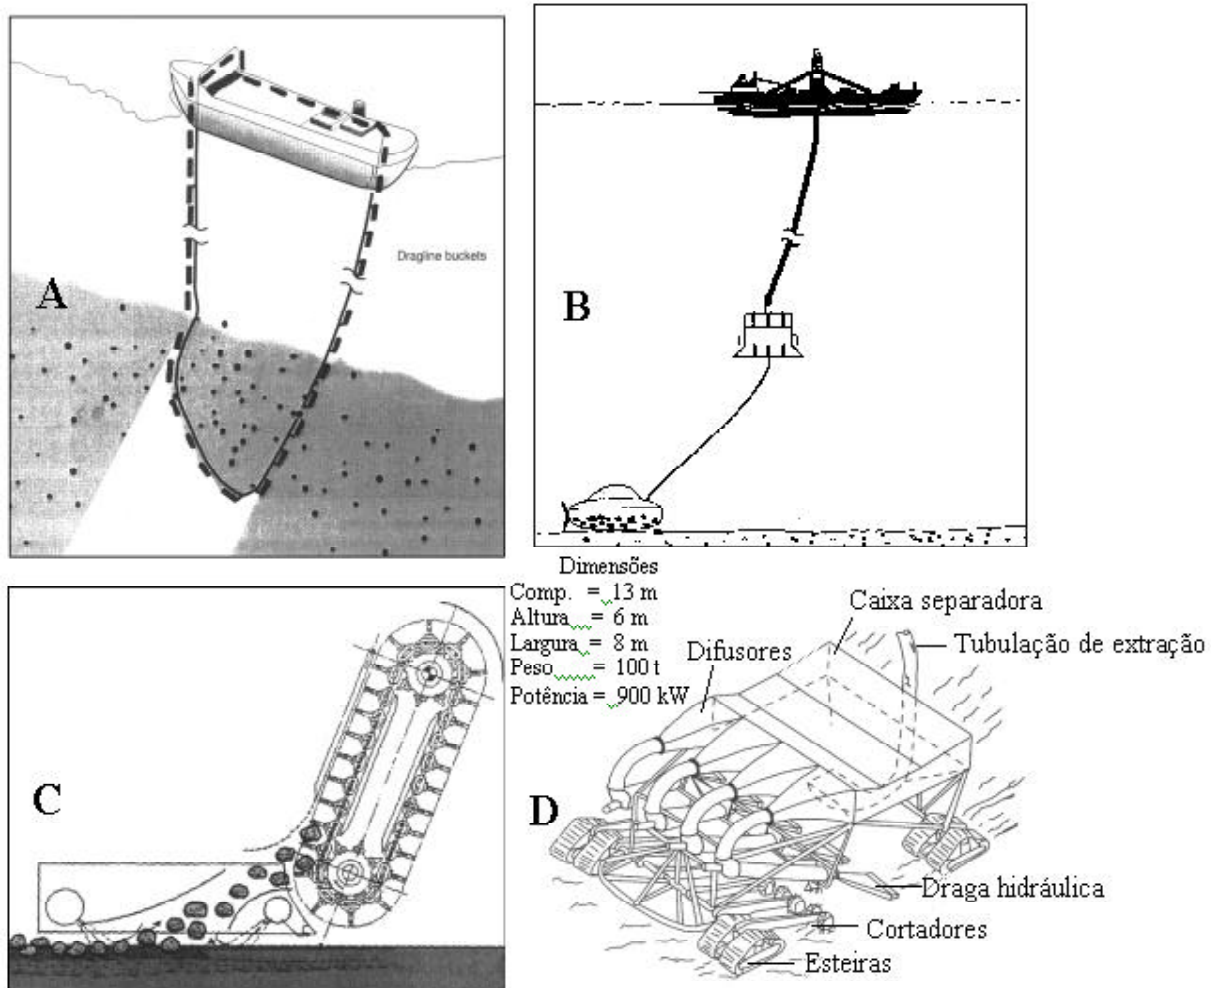 Dragline buckets
A
B
Dimensões
Comp. = 13 m
Altura = 6 m
Largura = 8 m
Peso = 100 t
Potência = 900 kW
Caixa separadora
Tubulação de extração
Difusores
C
D
Draga hidráulica
Cortadores
Esteiras